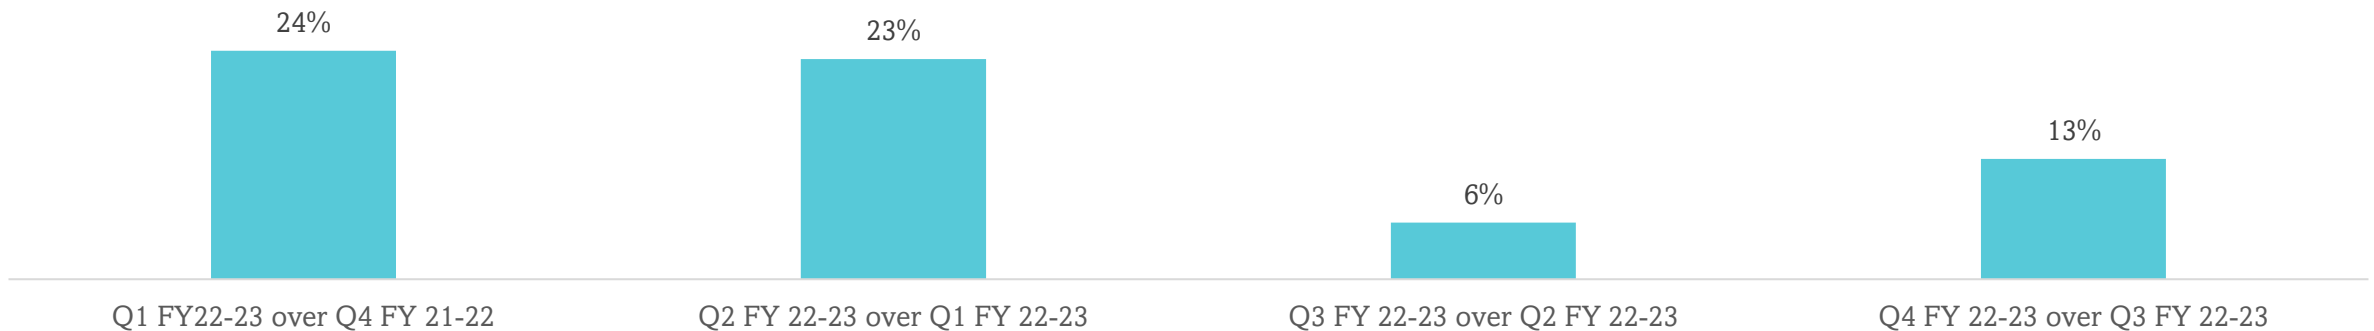 24%
23%
6%
13%
Q1 FY22-23 over Q4 FY 21-22
Q2 FY 22-23 over Q1 FY 22-23
Q3 FY 22-23 over Q2 FY 22-23
Q4 FY 22-23 over Q3 FY 22-23